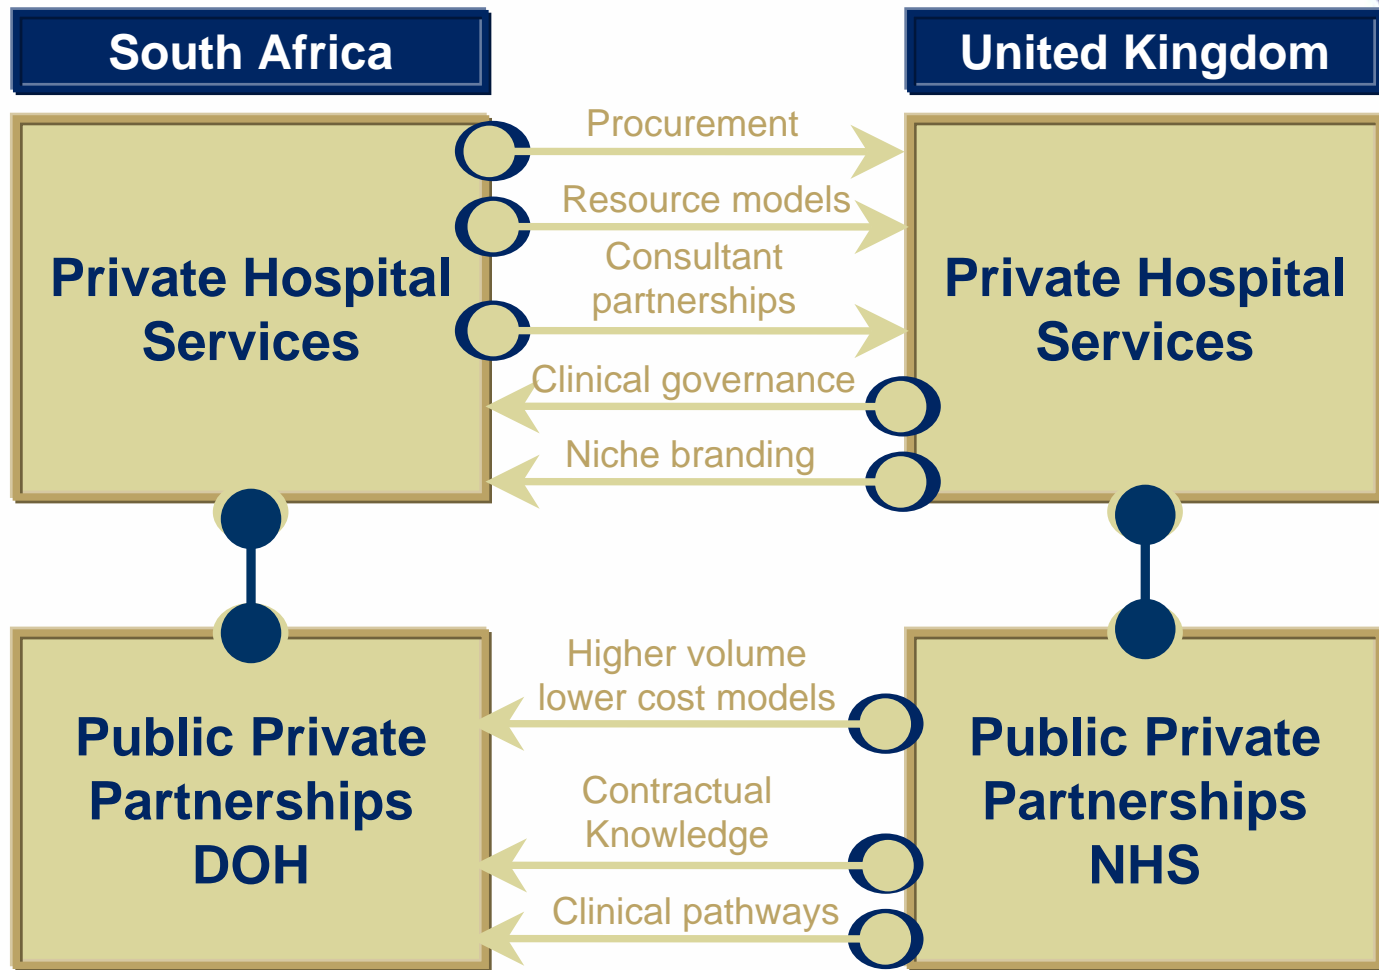 South Africa
United Kingdom
Private Hospital
Services
Procurement
Resource models
Consultant
partnerships
Clinical governance
Niche branding
Private Hospital
Services
Public Private
Partnerships
DOH
Higher volume
lower cost models
Contractual
Knowledge
Clinical pathways
Public Private
Partnerships
NHS